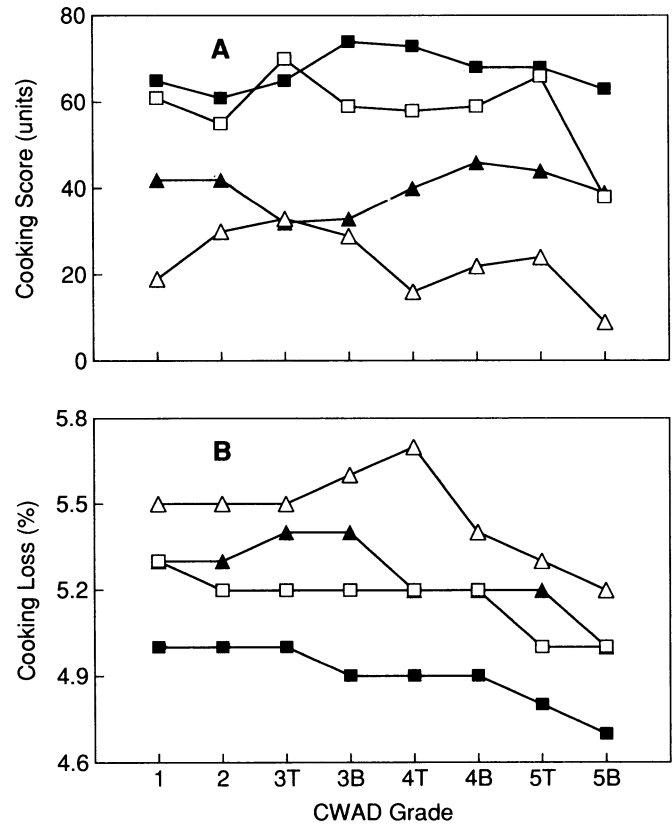 80
60
40
20
0
A
Cooking Score (units)
5.8
5.5
5.2
4.9
4.6
B
Cooking Loss (%)
1 2 3T 3B 4T 4B 5T 5B
CWAD Grade